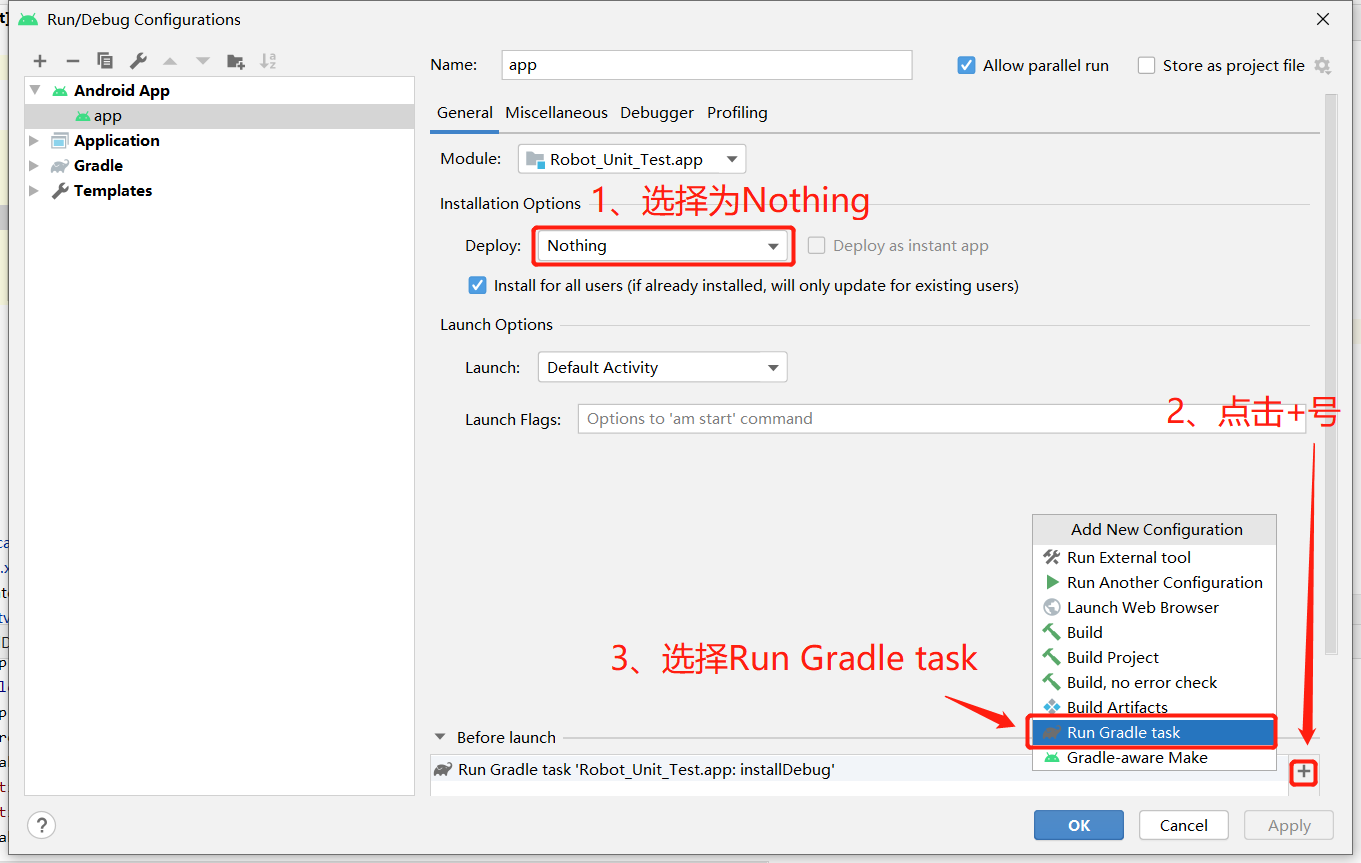 Run/Debug Configurations
Name: app
Allow parallel run
Store as project file
Android App
app
Application
Gradle
Templates
General Miscellaneous Debugger Profiling
Module: Robot_Unit_Test.app
1、选择为Nothing
Installation Options
Deploy: Nothing
Deploy as instant app
Install for all users (if already installed, will only update for existing users)
Launch Options
Launch: Default Activity
Launch Flags: Options to 'am start' command
2、点击+号
Add New Configuration
Run External tool
Run Another Configuration
Launch Web Browser
Build
Build Project
Build, no error check
Build Artifacts
Run Gradle task
Gradle-aware Make
3、选择Run Gradle task
Before launch
Run Gradle task 'Robot_Unit_Test.app: installDebug'
?
OK
Cancel
Apply